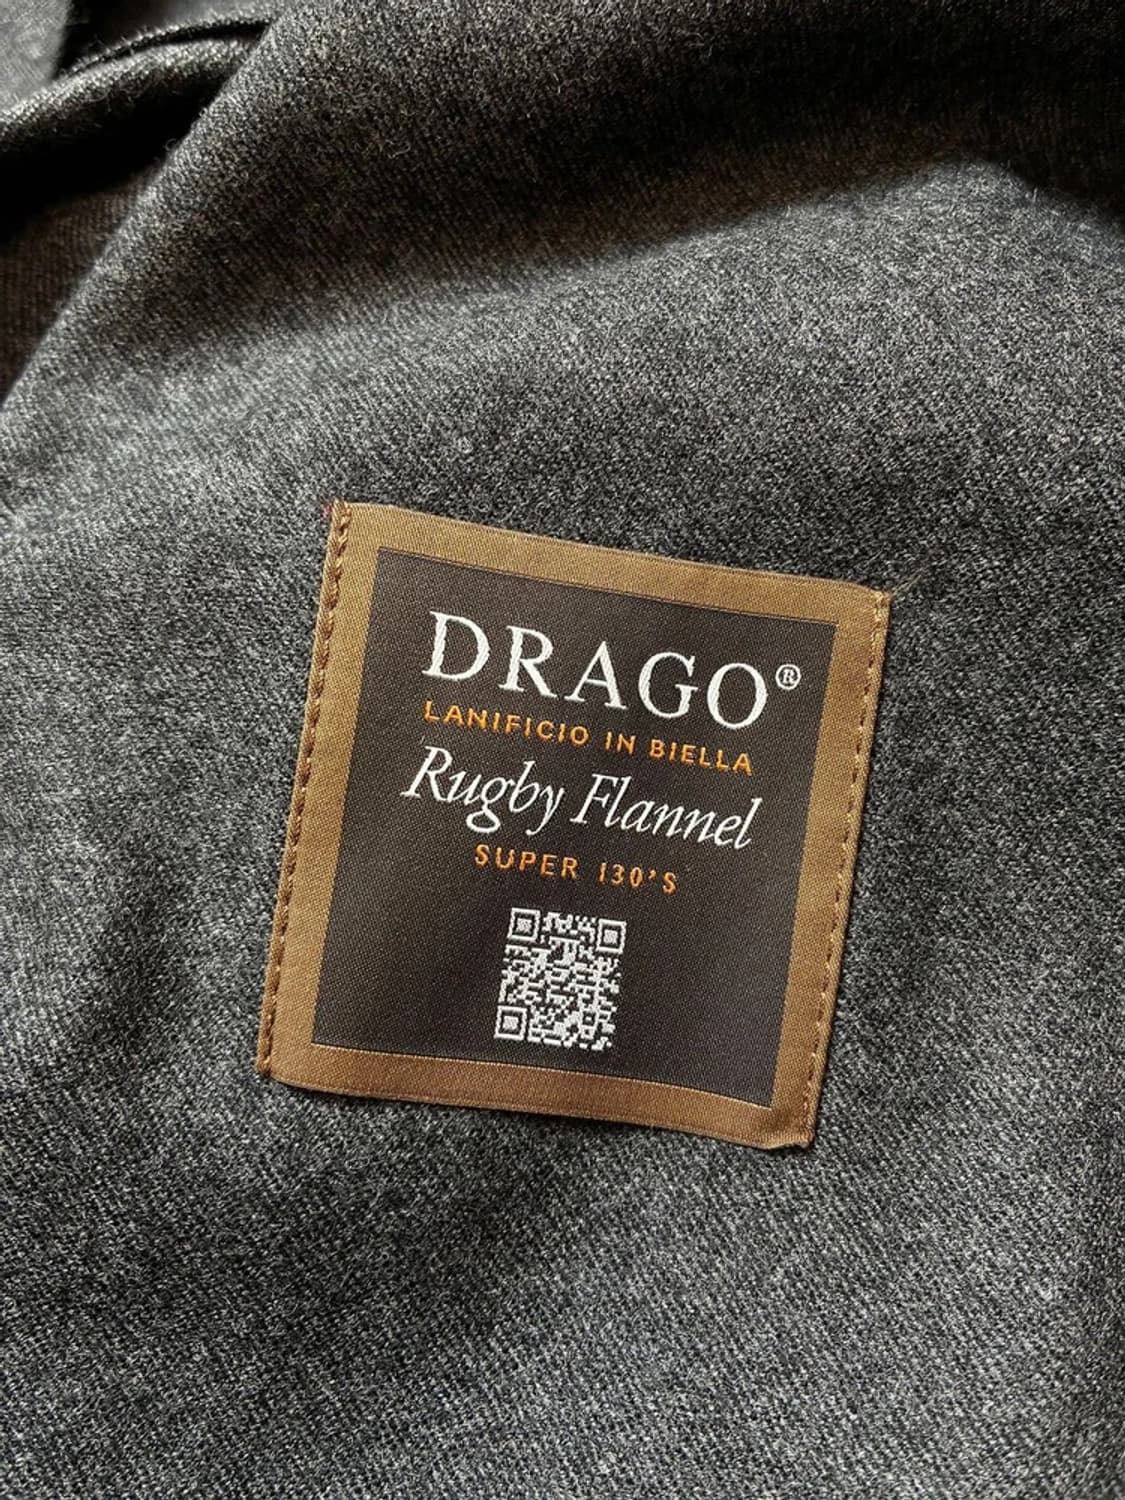 DRAGO®
LANIFICIO IN BIELLA
Rugby Flannel
SUPER 130'S